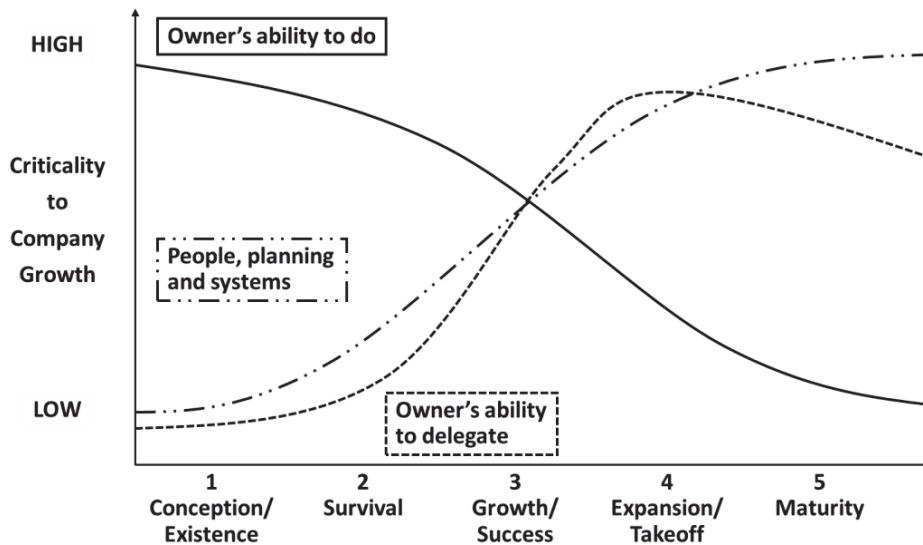 HIGH
Owner's ability to do
Criticality
to
Company
Growth
People, planning
and systems
LOW
Owner's ability
to delegate
1
Conception/
Existence
2
Survival
3
Growth/
Success
4
Expansion/
Takeoff
5
Maturity